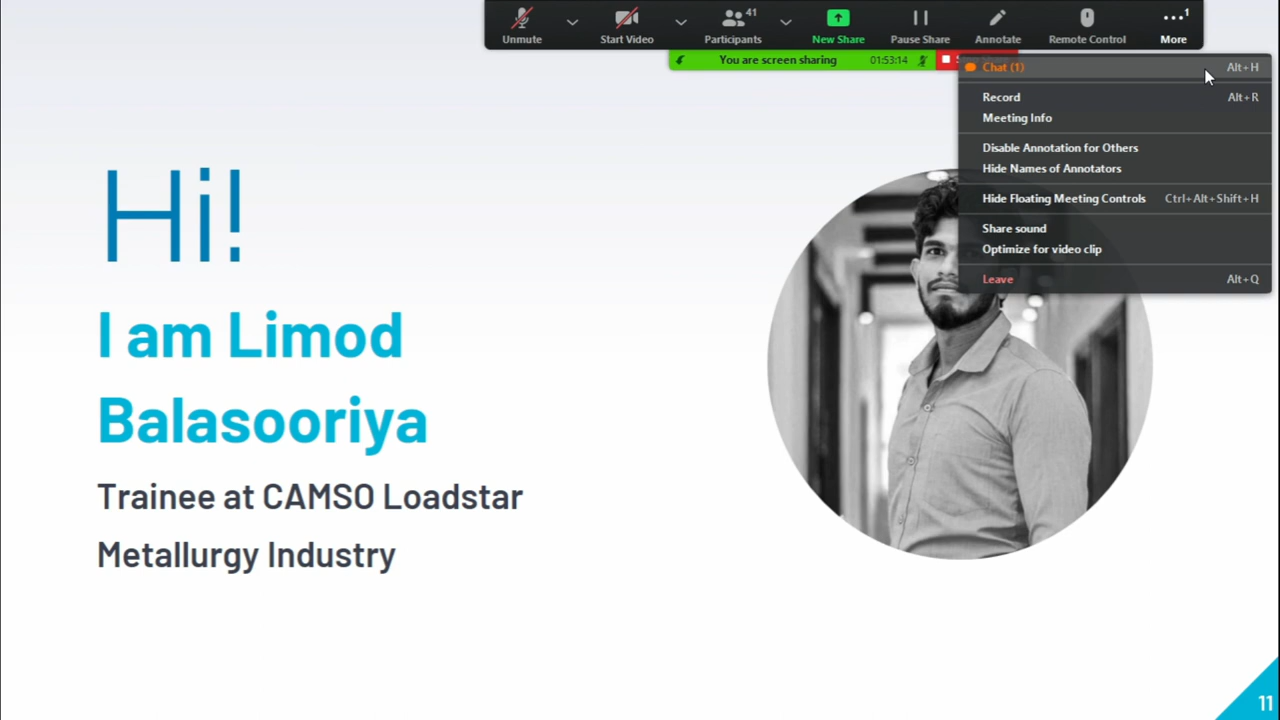 41
1
Unmute
Start Video
Participants
New Share
Pause Share
Annotate
Remote Control
More
You are screen sharing
01:53:14
Chat (1) Alt+H
Record Alt+R
Meeting Info
Disable Annotation for Others
Hide Names of Annotators
Hide Floating Meeting Controls Ctrl+Alt+Shift+H
Share sound
Optimize for video clip
Leave Alt+Q
Hi!
I am Limod
Balasooriya
Trainee at CAMSO Loadstar
Metallurgy Industry
11